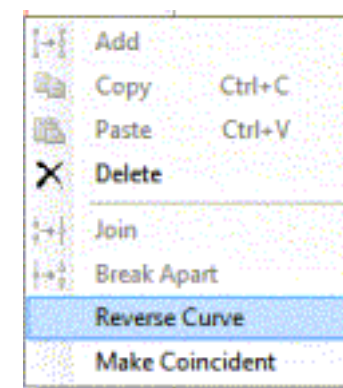 Add
Copy Ctrl+C
Paste Ctrl+V
Delete
Join
Break Apart
Reverse Curve
Make Coincident